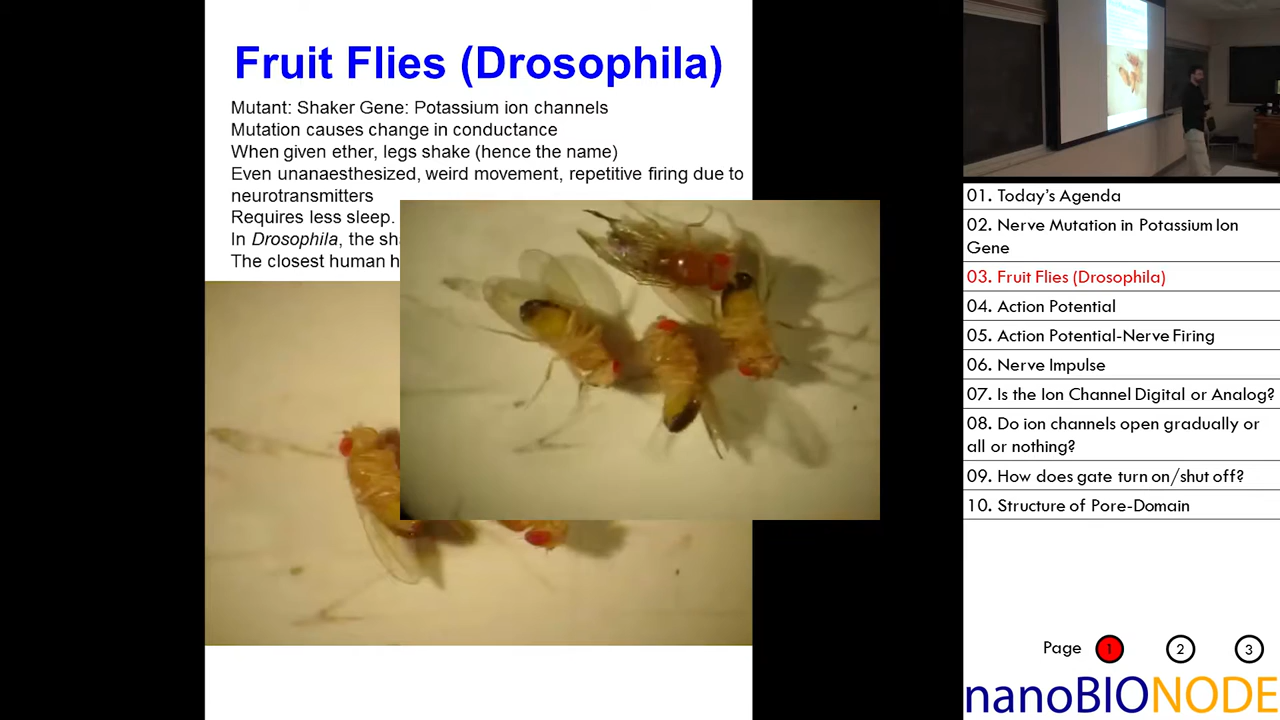 Fruit Flies (Drosophila)
Mutant: Shaker Gene: Potassium ion channels
Mutation causes change in conductance
When given ether, legs shake (hence the name)
Even unanaesthetized, weird movement, repetitive firing due to
neurotransmitters
Requires less sleep.
In Drosophila, the sha
The closest human h
01. Today's Agenda
02. Nerve Mutation in Potassium Ion
Gene
03. Fruit Flies (Drosophila)
04. Action Potential
05. Action Potential-Nerve Firing
06. Nerve Impulse
07. Is the Ion Channel Digital or Analog?
08. Do ion channels open gradually or
all or nothing?
09. How does gate turn on/shut off?
10. Structure of Pore-Domain
Page 1 2 3
nanoBIONODE